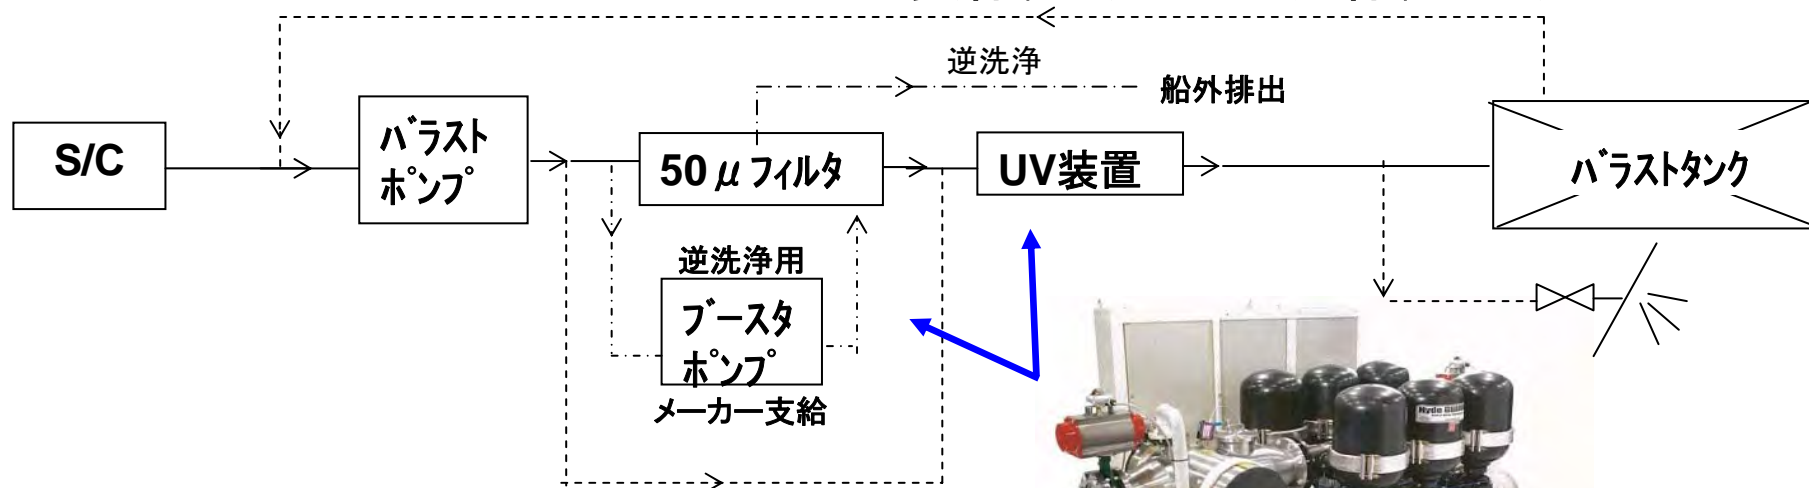 逆洗浄
船外排出
S/C
バラスト
ポンプ
50μフィルタ
UV装置
バラストタンク
逆洗浄用
ブースタ
ポンプ
メーカー支給
Hyde GUARDIAN